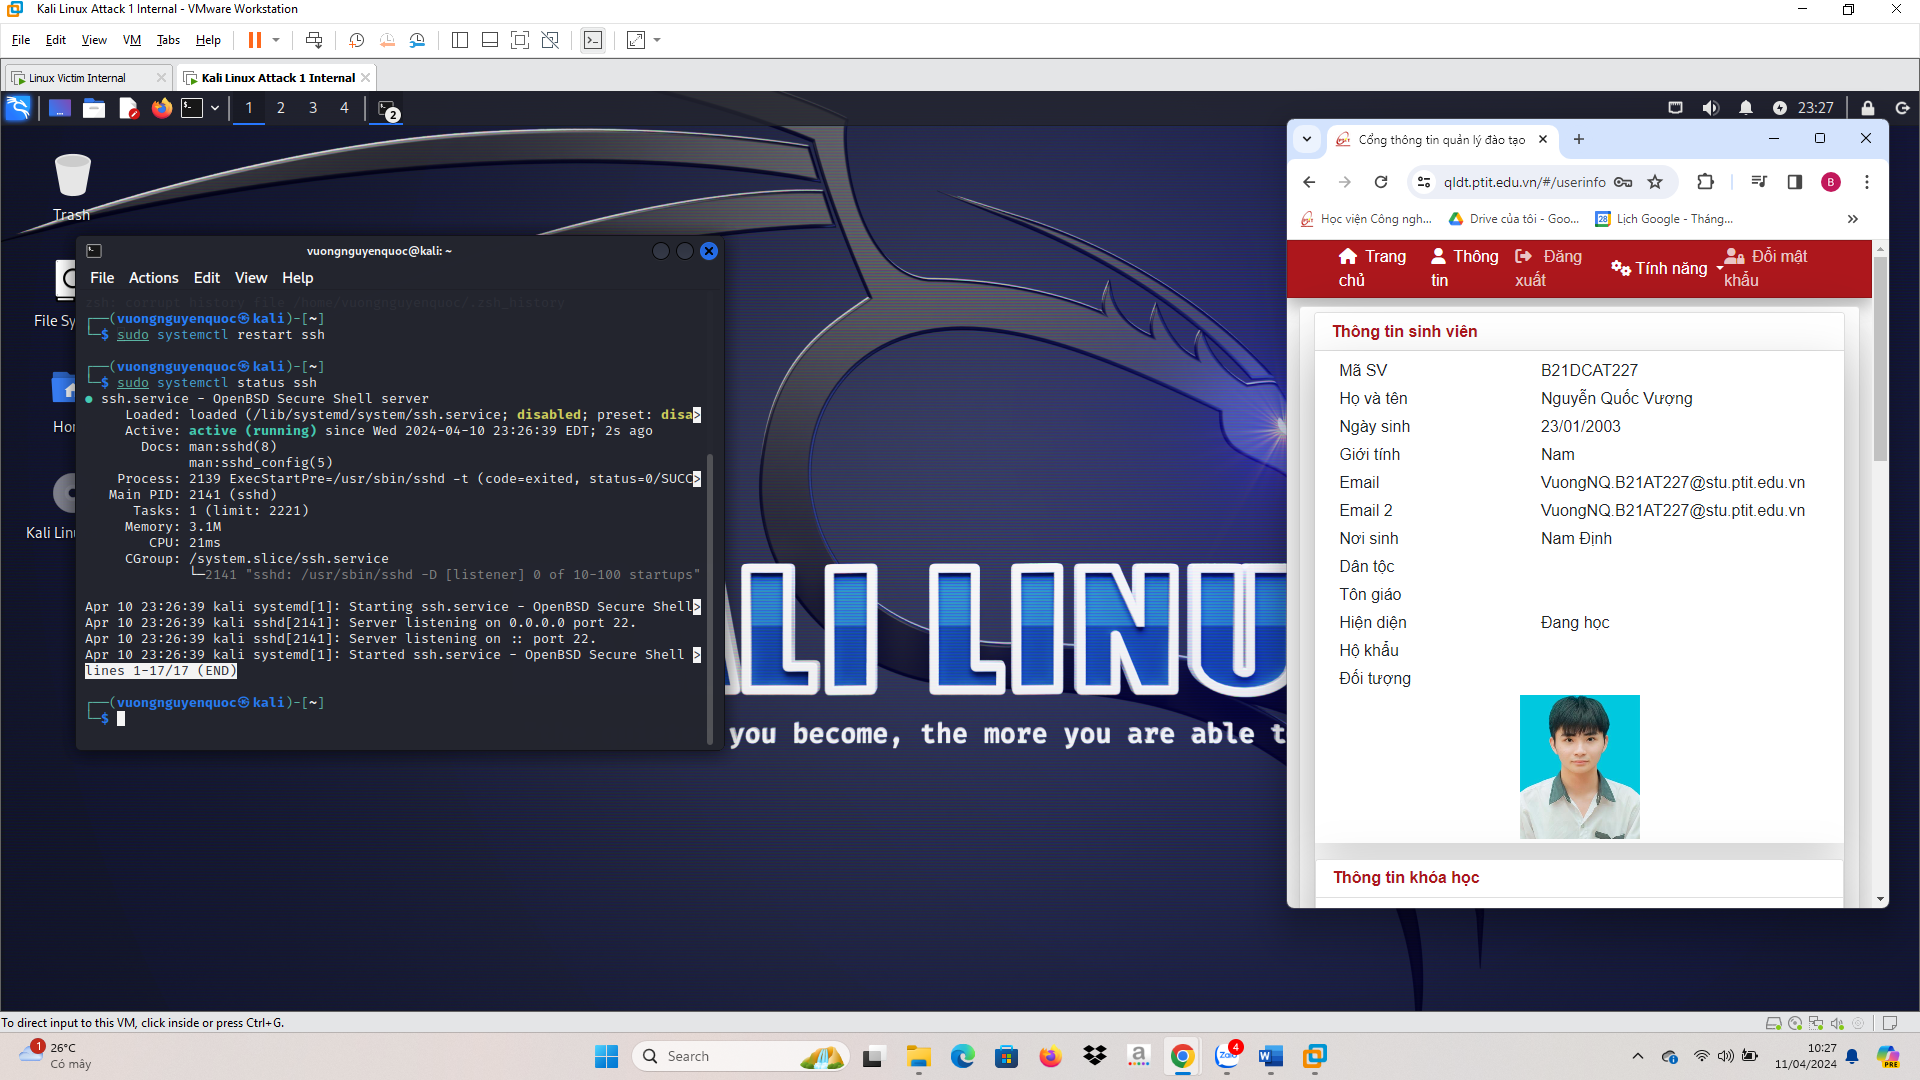 Kali Linux Attack 1 Internal - VMware Workstation
File Edit View VM Tabs Help
Linux Victim Internal
Kali Linux Attack 1 Internal
1 2 3 4
2
23:27
Trash
File Sy
Ho
Kali Linu
vuongnguyenquoc@kali: ~
File Actions Edit View Help
zsh: corrupt history file /home/vuongnguyenquoc/.zsh_history
┌──(vuongnguyenquoc㉿kali)-[~]
└─$ sudo systemctl restart ssh
┌──(vuongnguyenquoc㉿kali)-[~]
└─$ sudo systemctl status ssh
● ssh.service - OpenBSD Secure Shell server
Loaded: loaded (/lib/systemd/system/ssh.service; disabled; preset: disa>
Active: active (running) since Wed 2024-04-10 23:26:39 EDT; 2s ago
Docs: man:sshd(8)
man:sshd_config(5)
Process: 2139 ExecStartPre=/usr/sbin/sshd -t (code=exited, status=0/SUCC>
Main PID: 2141 (sshd)
Tasks: 1 (limit: 2221)
Memory: 3.1M
CPU: 21ms
CGroup: /system.slice/ssh.service
└─2141 "sshd: /usr/sbin/sshd -D [listener] 0 of 10-100 startups"
Apr 10 23:26:39 kali systemd[1]: Starting ssh.service - OpenBSD Secure Shell>
Apr 10 23:26:39 kali sshd[2141]: Server listening on 0.0.0.0 port 22.
Apr 10 23:26:39 kali sshd[2141]: Server listening on :: port 22.
Apr 10 23:26:39 kali systemd[1]: Started ssh.service - OpenBSD Secure Shell >
lines 1-17/17 (END)
┌──(vuongnguyenquoc㉿kali)-[~]
└─$
ALI LINU
you become, the more you are able t
Cổng thông tin quản lý đào tạo
qldt.ptit.edu.vn/#/userinfo
B
Học viện Công ngh...
Drive của tôi - Goo...
28
Lịch Google - Tháng...
Trang chủ
Thông tin
Đăng xuất
Tính năng
Đổi mật khẩu
Thông tin sinh viên
Mã SV B21DCAT227
Họ và tên Nguyễn Quốc Vượng
Ngày sinh 23/01/2003
Giới tính Nam
Email VuongNQ.B21AT227@stu.ptit.edu.vn
Email 2 VuongNQ.B21AT227@stu.ptit.edu.vn
Nơi sinh Nam Định
Dân tộc
Tôn giáo
Hiện diện Đang học
Hộ khẩu
Đối tượng
Thông tin khóa học
To direct input to this VM, click inside or press Ctrl+G.
1
26°C
Có mây
Search
a
Zalo
4
W
10:27
11/04/2024
PRE